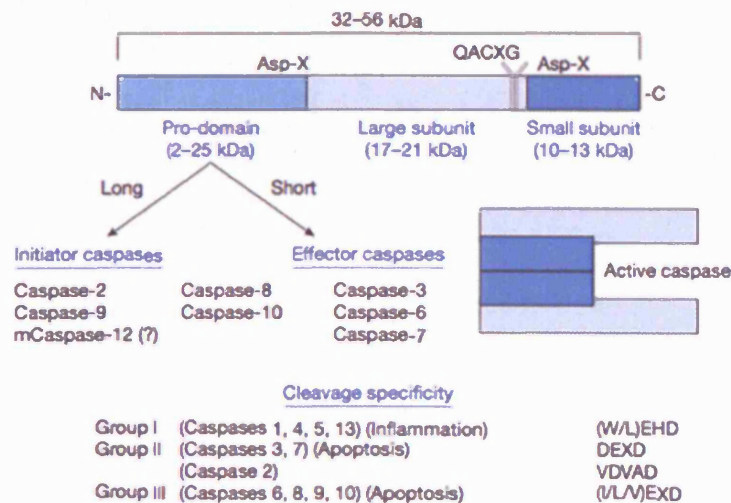 32–56 kDa
QACXG
Asp-X Asp-X
N- -C
Pro-domain Large subunit Small subunit
(2–25 kDa) (17–21 kDa) (10–13 kDa)
Long Short
Initiator caspases Effector caspases
Active caspase
Caspase-2 Caspase-8 Caspase-3
Caspase-9 Caspase-10 Caspase-6
mCaspase-12 (?) Caspase-7
Cleavage specificity
Group I (Caspases 1, 4, 5, 13) (Inflammation) (W/L)EHD
Group II (Caspases 3, 7) (Apoptosis) DEXD
(Caspase 2) VDVAD
Group III (Caspases 6, 8, 9, 10) (Apoptosis) (I/L/V)EXD